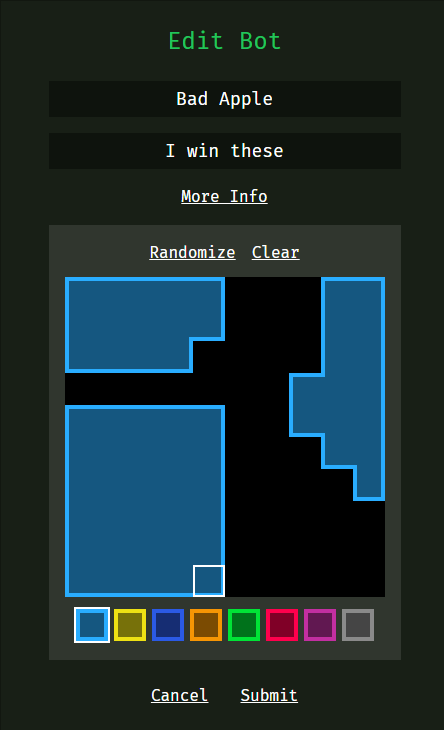 Edit Bot
Bad Apple
I win these
More Info
Randomize Clear
Cancel Submit